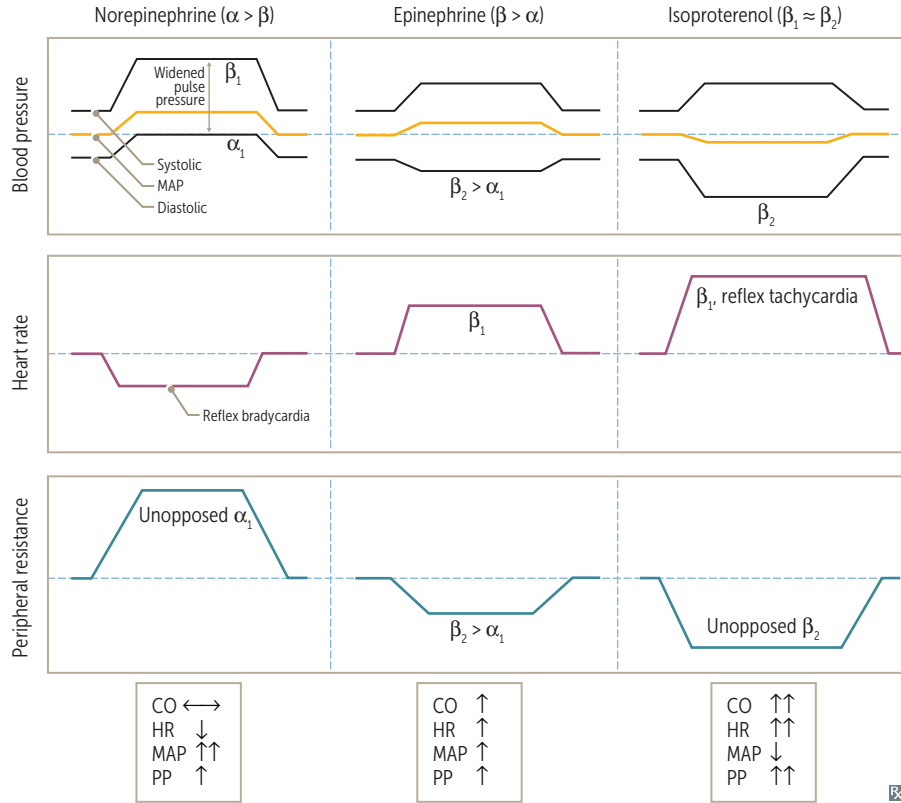 Norepinephrine (α > β)
Epinephrine (β > α)
Isoproterenol (β₁ ≈ β₂)
Blood pressure
Widened
pulse
pressure
β₁
α₁
Systolic
MAP
Diastolic
β₂ > α₁
β₂
Heart rate
Reflex bradycardia
β₁
β₁, reflex tachycardia
Peripheral resistance
Unopposed α₁
β₂ > α₁
Unopposed β₂
CO ←→
HR ↓
MAP ↑↑
PP ↑
CO ↑
HR ↑
MAP ↑
PP ↑
CO ↑↑
HR ↑↑
MAP ↓
PP ↑↑
Rx